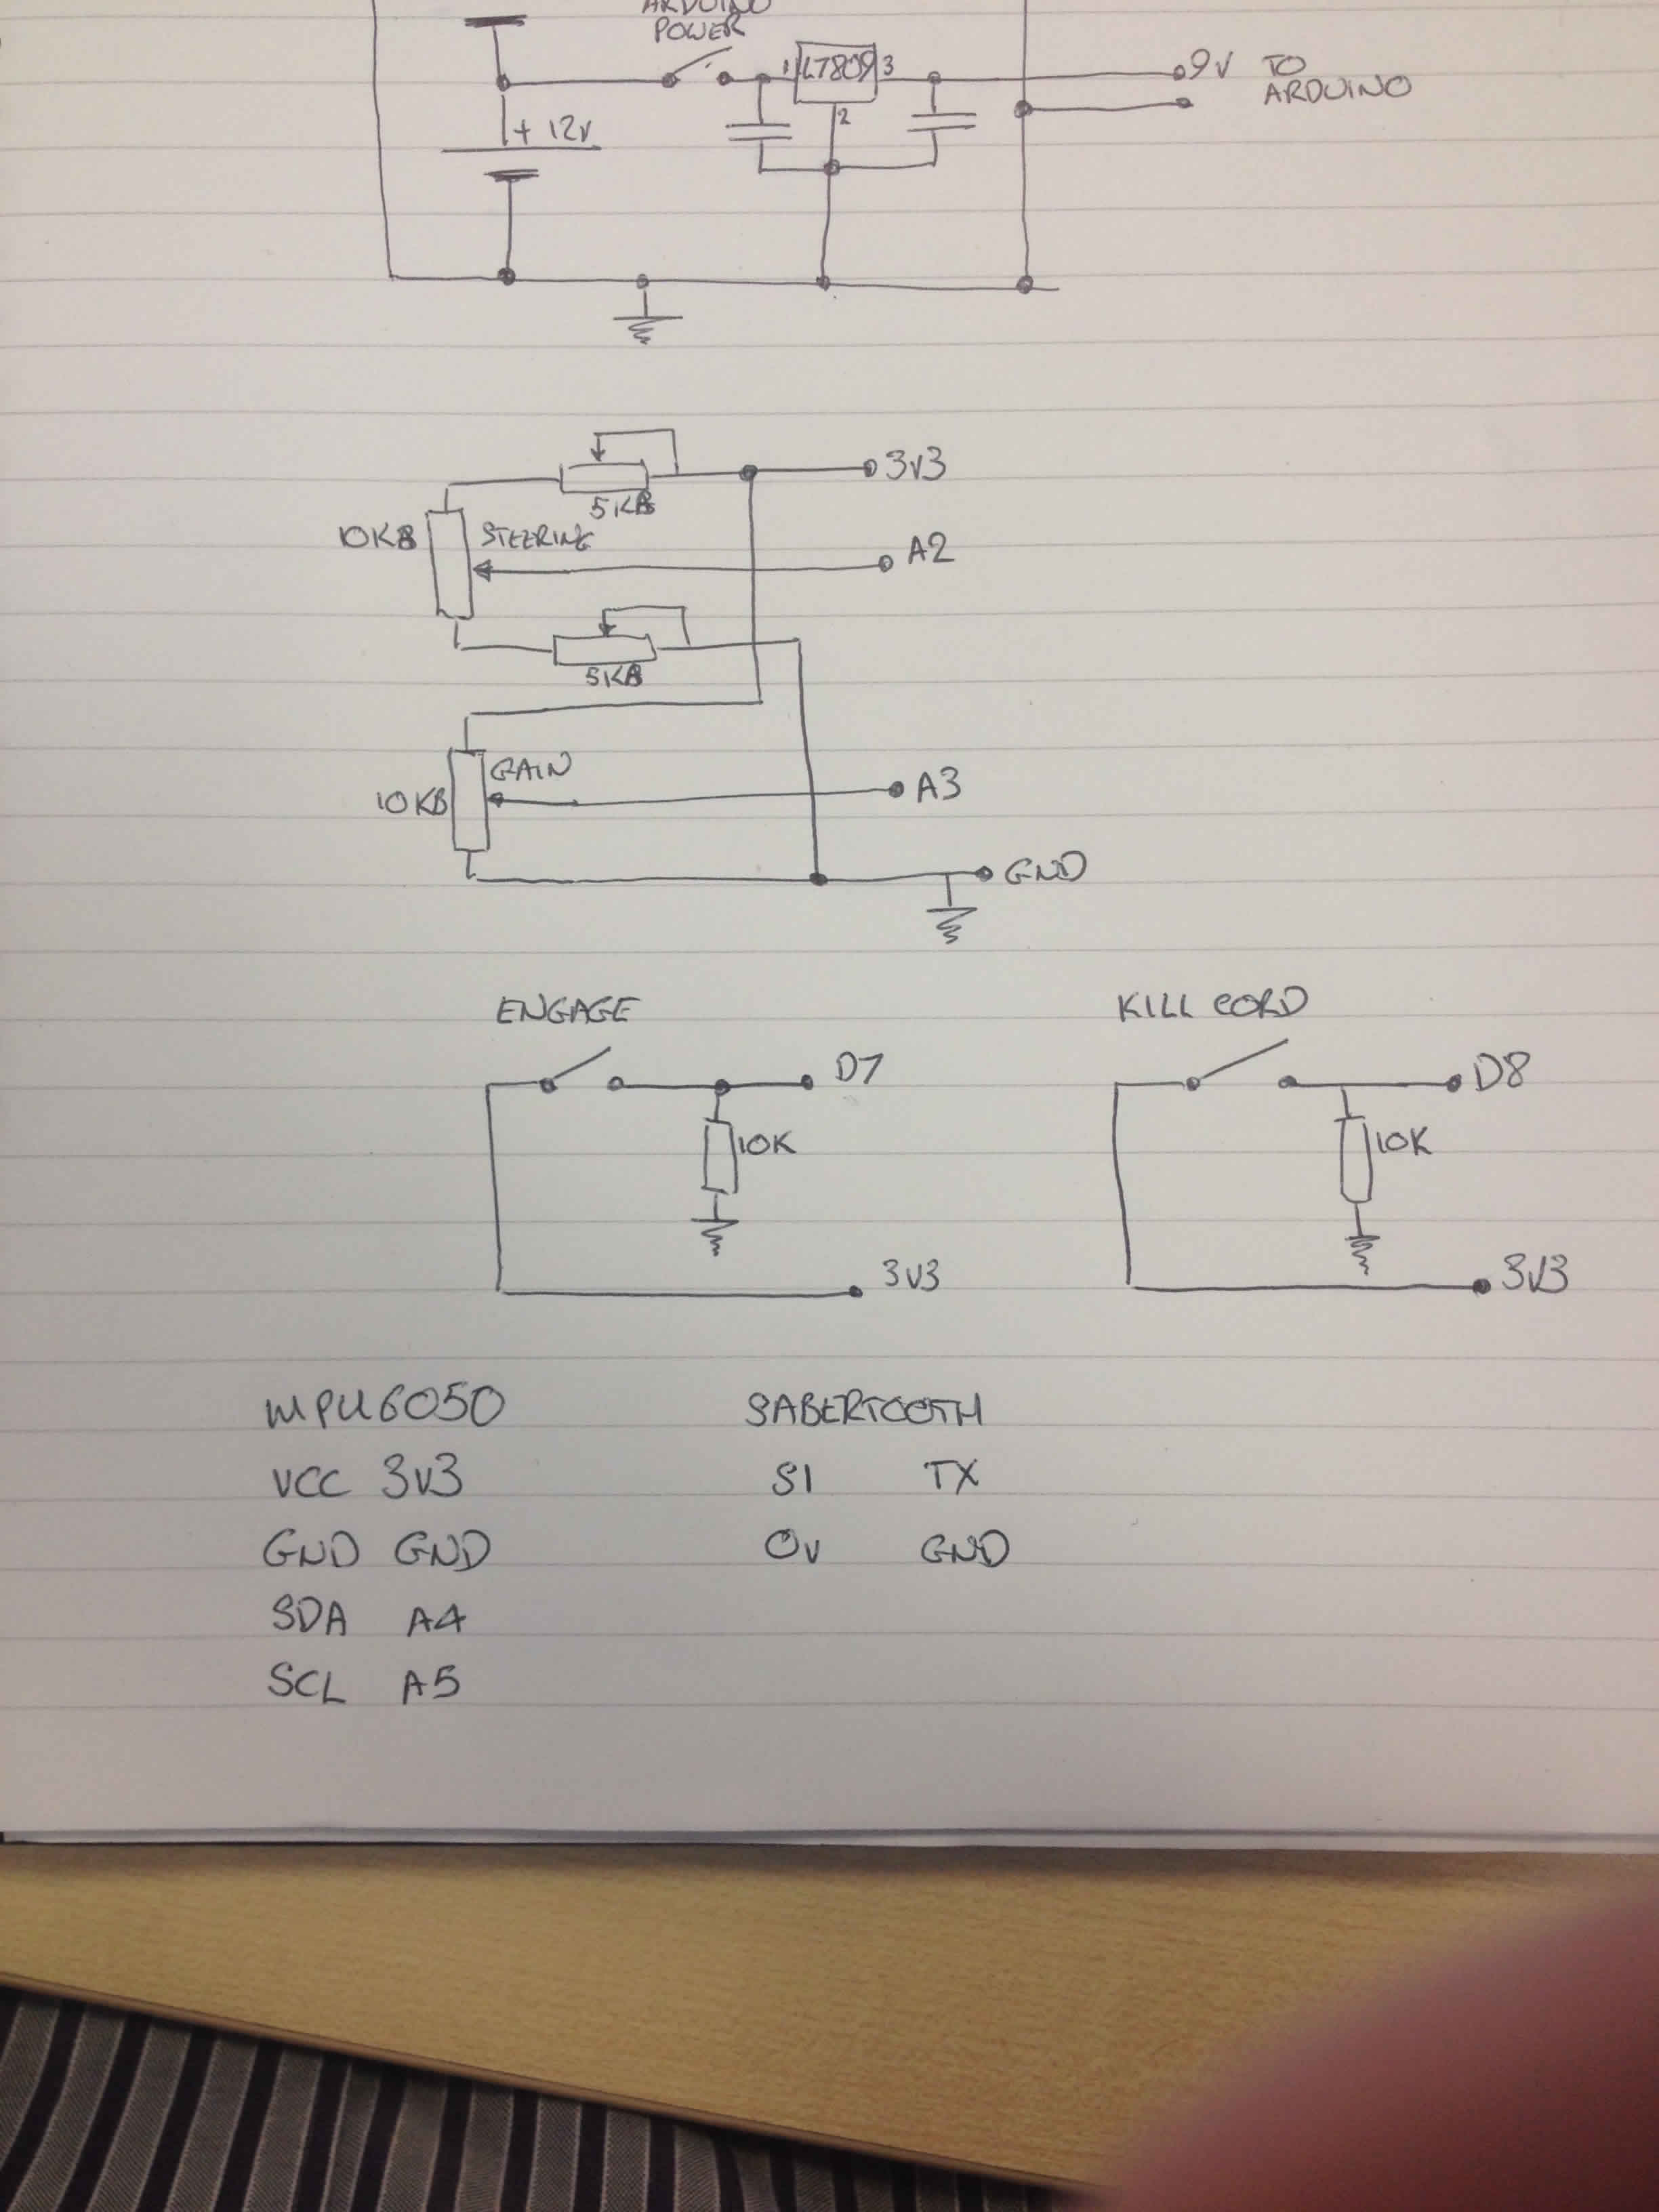 ARDUINO
POWER
1 LT809 3
2
9V TO
ARDUINO
+ 12V
5KB
3V3
10KB STEERING
A2
5KB
GAIN
10KB
A3
GND
ENGAGE
KILL CORD
D7
D8
10K
10K
3V3
3V3
MPU6050 SABERTOOTH
VCC 3V3 S1 TX
GND GND 0V GND
SDA A4
SCL A5